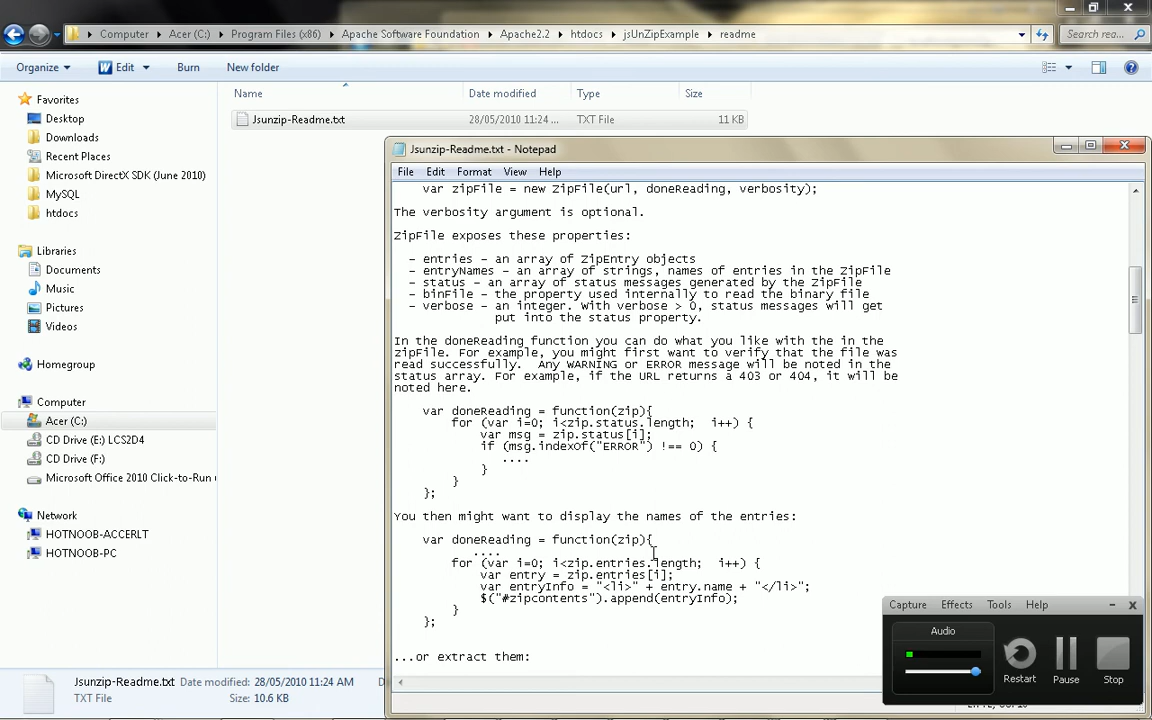 Computer
Acer (C:)
Program Files (x86)
Apache Software Foundation
Apache2.2
htdocs
jsUnZipExample
readme
Search rea...
Organize
Edit
Burn
New folder
Name
Date modified
Type
Size
Jsunzip-Readme.txt
28/05/2010 11:24 ...
TXT File
11 KB
Favorites
Desktop
Downloads
Recent Places
Microsoft DirectX SDK (June 2010)
MySQL
htdocs
Libraries
Documents
Music
Pictures
Videos
Homegroup
Computer
Acer (C:)
CD Drive (E:) LCS2D4
CD Drive (F:)
Microsoft Office 2010 Click-to-Run
Network
HOTNOOB-ACCERLT
HOTNOOB-PC
Jsunzip-Readme.txt - Notepad
File Edit Format View Help
var zipFile = new ZipFile(url, doneReading, verbosity);
The verbosity argument is optional.
ZipFile exposes these properties:
- entries - an array of ZipEntry objects
- entryNames - an array of strings, names of entries in the ZipFile
- status - an array of status messages generated by the ZipFile
- binFile - the property used internally to read the binary file
- verbose - an integer. With verbose > 0, status messages will get
put into the status property.
In the doneReading function you can do what you like with the in the
zipFile. For example, you might first want to verify that the file was
read successfully.  Any WARNING or ERROR message will be noted in the
status array. For example, if the URL returns a 403 or 404, it will be
noted here.
var doneReading = function(zip){
for (var i=0; i<zip.status.length;  i++) {
var msg = zip.status[i];
if (msg.indexOf("ERROR") !== 0) {
....
}
}
};
You then might want to display the names of the entries:
var doneReading = function(zip){
....
for (var i=0; i<zip.entries.length;  i++) {
var entry = zip.entries[i];
var entryInfo = "<li>" + entry.name + "</li>";
$("#zipcontents").append(entryInfo);
}
};
...or extract them:
Capture Effects Tools Help
Audio
Restart
Pause
Stop
Jsunzip-Readme.txt Date modified: 28/05/2010 11:24 AM
TXT File
Size: 10.6 KB